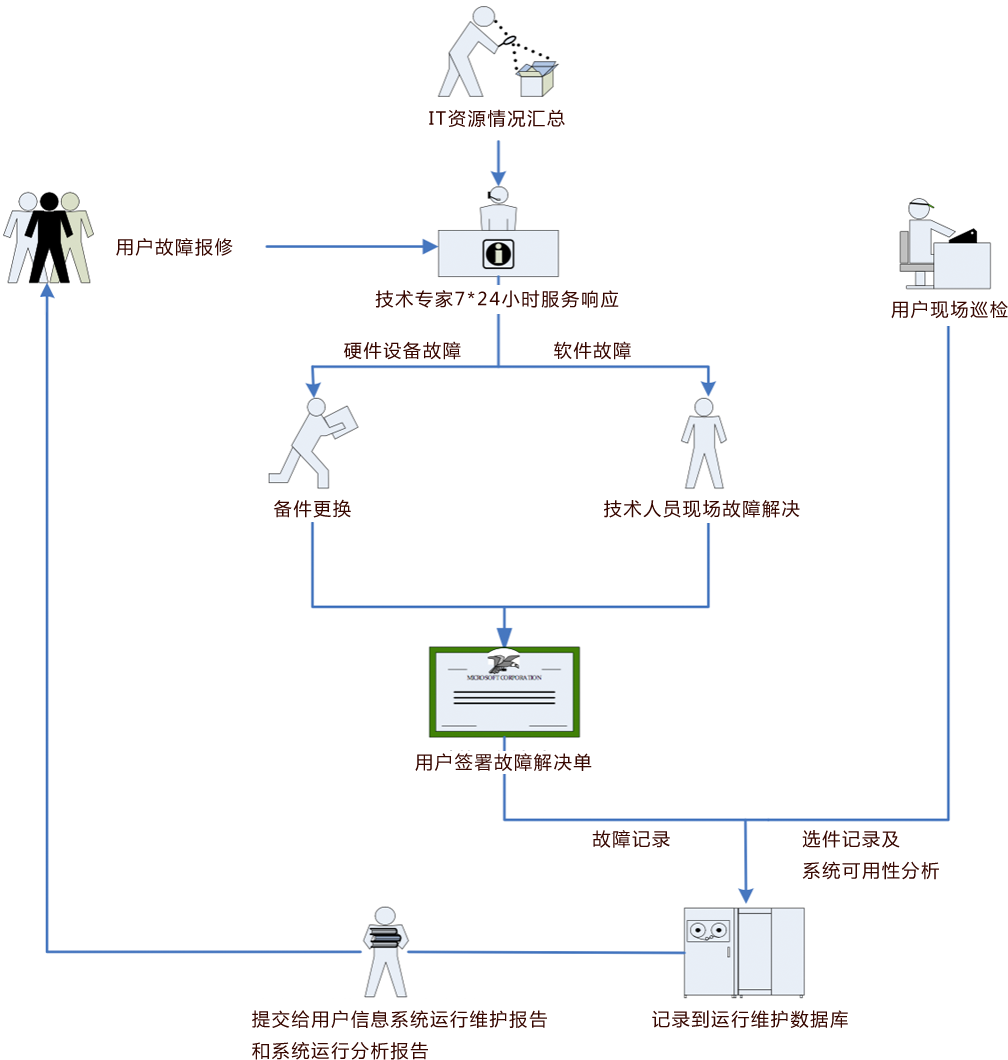 IT资源情况汇总
用户故障报修
技术专家7*24小时服务响应
用户现场巡检
硬件设备故障
软件故障
备件更换
技术人员现场故障解决
MICROSOFT CORPORATION
用户签署故障解决单
故障记录
选件记录及
系统可用性分析
提交给用户信息系统运行维护报告
和系统运行分析报告
记录到运行维护数据库